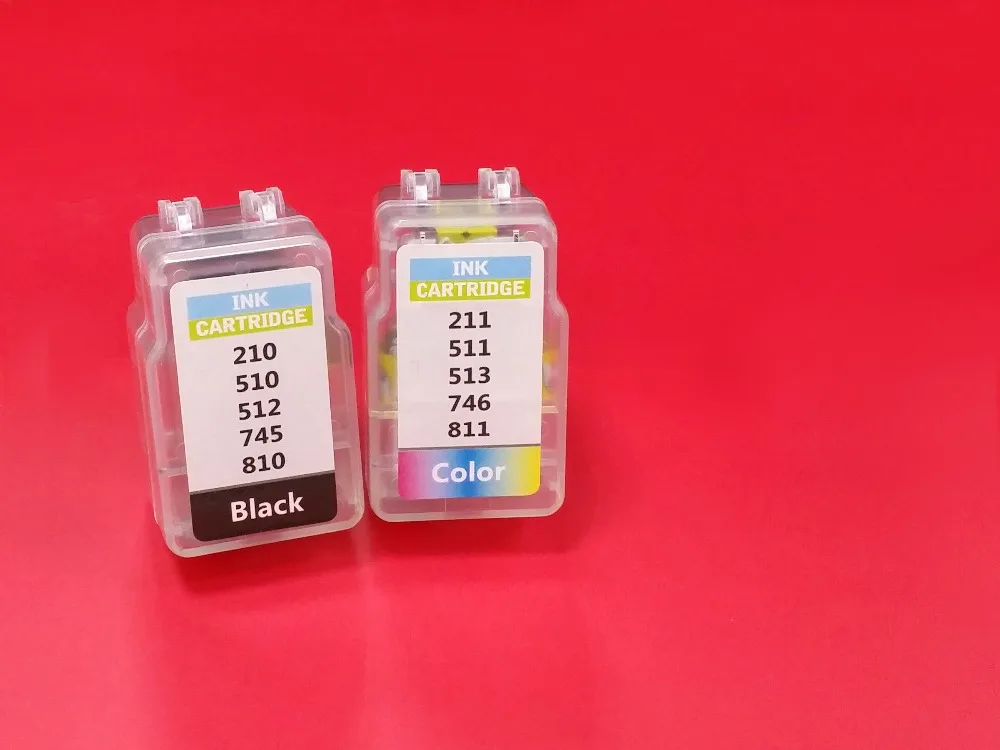 INK
CARTRIDGE
210
510
512
745
810
Black
INK
CARTRIDGE
211
511
513
746
811
Color